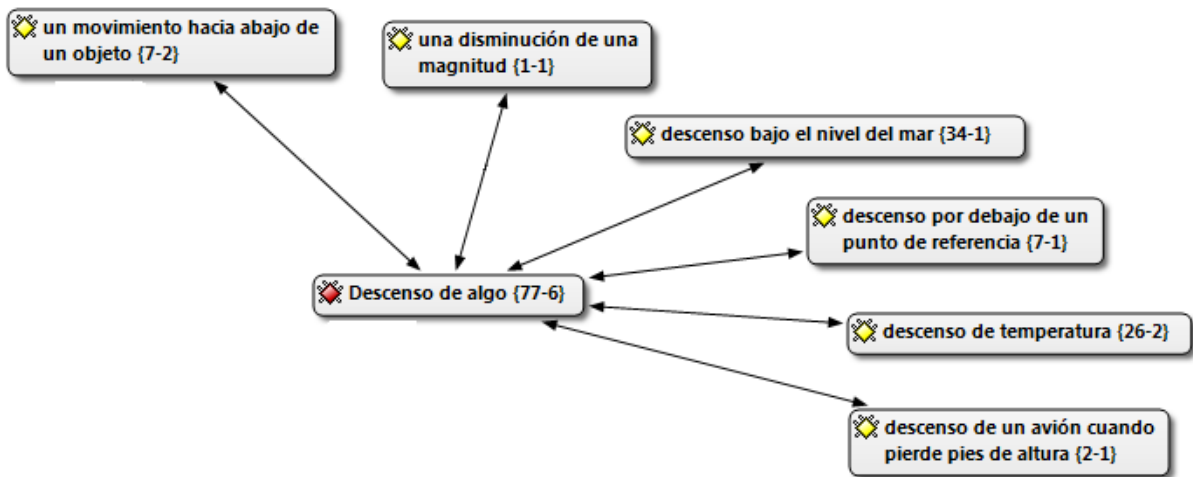 un movimiento hacia abajo de
un objeto {7-2}
una disminución de una
magnitud {1-1}
descenso bajo el nivel del mar {34-1}
descenso por debajo de un
punto de referencia {7-1}
Descenso de algo {77-6}
descenso de temperatura {26-2}
descenso de un avión cuando
pierde pies de altura {2-1}